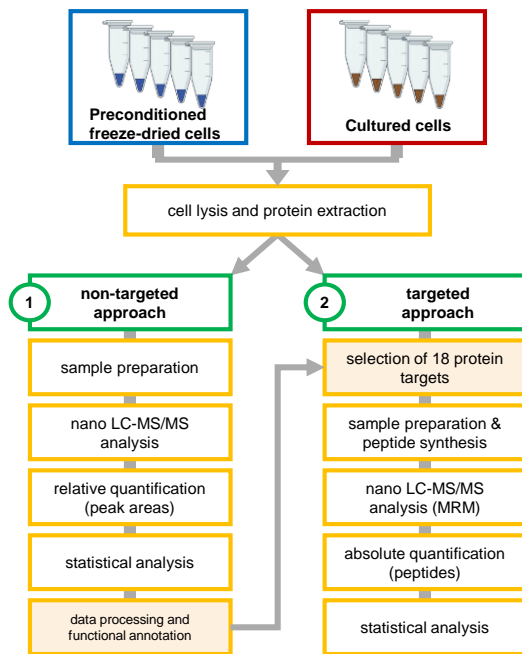 Preconditioned
freeze-dried cells
Cultured cells
cell lysis and protein extraction
1
non-targeted
approach
sample preparation
nano LC-MS/MS
analysis
relative quantification
(peak areas)
statistical analysis
data processing and
functional annotation
2
targeted
approach
selection of 18 protein
targets
sample preparation &
peptide synthesis
nano LC-MS/MS
analysis (MRM)
absolute quantification
(peptides)
statistical analysis